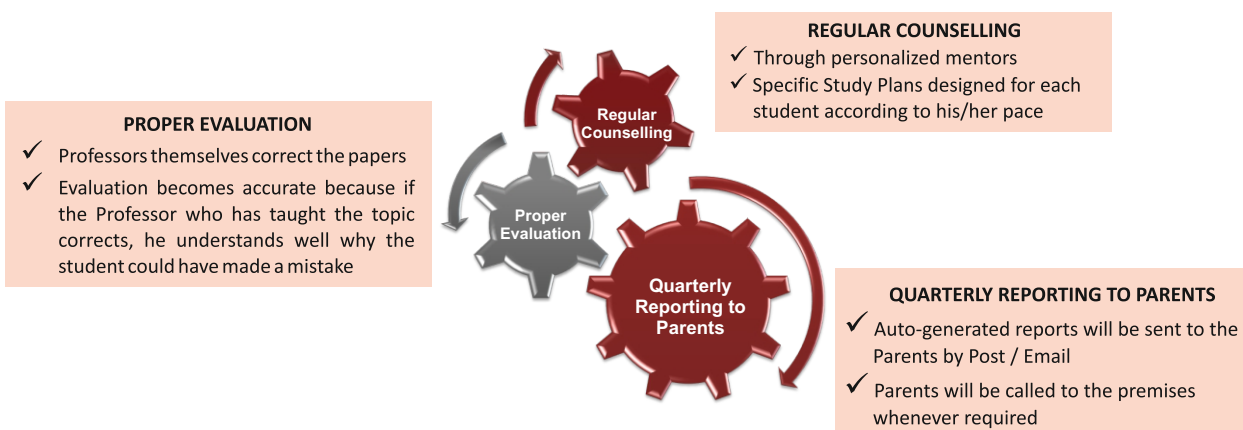 REGULAR COUNSELLING
✓ Through personalized mentors
✓ Specific Study Plans designed for each
student according to his/her pace
PROPER EVALUATION
✓ Professors themselves correct the papers
✓ Evaluation becomes accurate because if
the Professor who has taught the topic
corrects, he understands well why the
student could have made a mistake
Regular
Counselling
Proper
Evaluation
Quarterly
Reporting to
Parents
QUARTERLY REPORTING TO PARENTS
✓ Auto-generated reports will be sent to the
Parents by Post / Email
✓ Parents will be called to the premises
whenever required